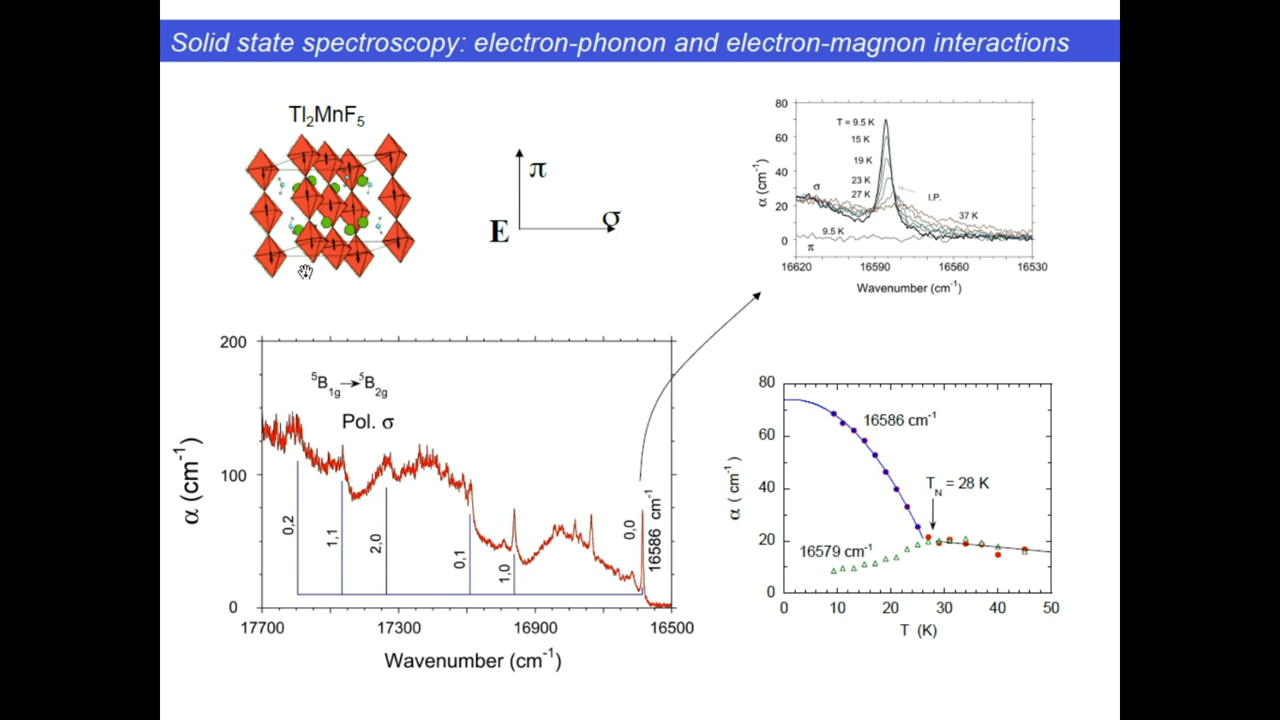 Solid state spectroscopy: electron-phonon and electron-magnon interactions
Tl₂MnF₅
π
E
σ
80
60
40
20
0
α (cm⁻¹)
T = 9.5 K
15 K
19 K
23 K
27 K
I.P.
37 K
σ
9.5 K
π
16620
16590
16560
16530
Wavenumber (cm⁻¹)
200
100
0
α (cm⁻¹)
⁵B₁g→⁵B₂g
Pol. σ
0,2
1,1
2,0
0,1
1,0
0,0
16586 cm⁻¹
17700
17300
16900
16500
Wavenumber (cm⁻¹)
80
60
40
20
0
α (cm⁻¹)
16586 cm⁻¹
T_N = 28 K
16579 cm⁻¹
0
10
20
30
40
50
T (K)